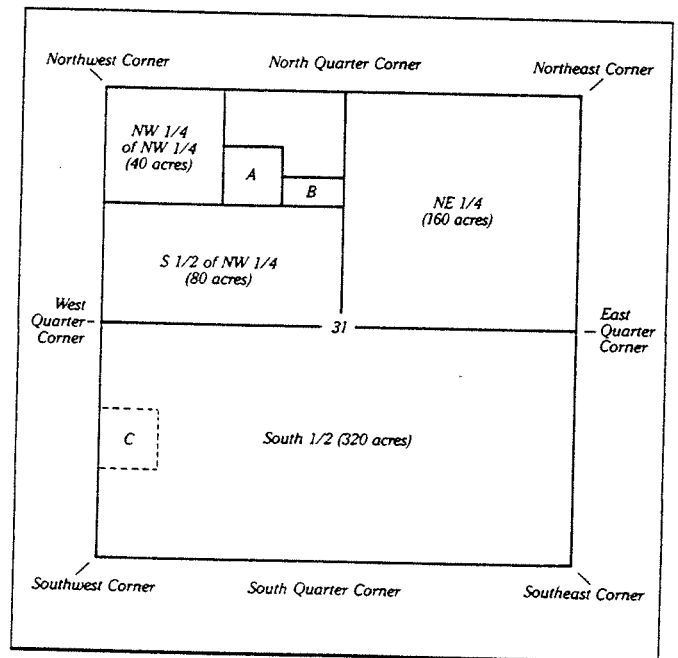 Northwest Corner
North Quarter Corner
Northeast Corner
NW 1/4
of NW 1/4
(40 acres)
A
B
NE 1/4
(160 acres)
S 1/2 of NW 1/4
(80 acres)
West
Quarter
Corner
31
East
Quarter
Corner
C
South 1/2 (320 acres)
Southwest Corner
South Quarter Corner
Southeast Corner